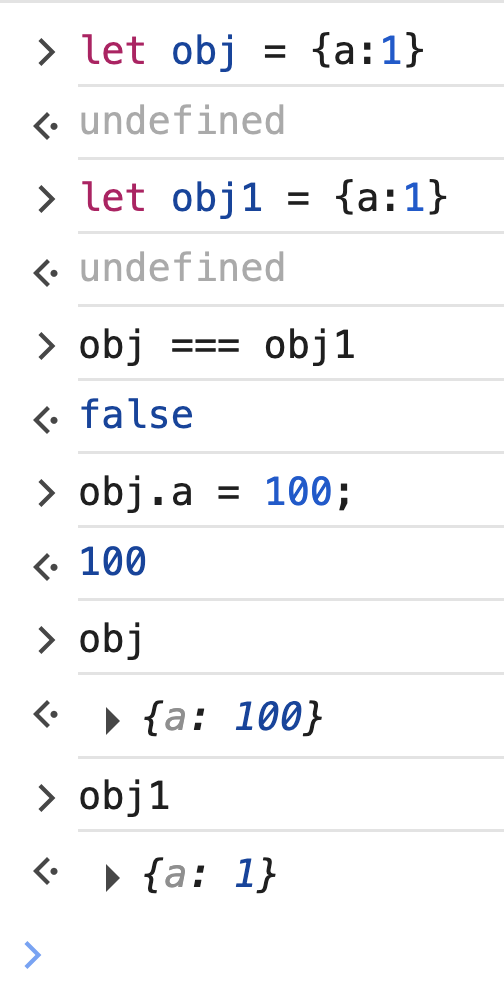 let obj = {a:1}
undefined
let obj1 = {a:1}
undefined
obj === obj1
false
obj.a = 100;
100
obj
{a: 100}
obj1
{a: 1}